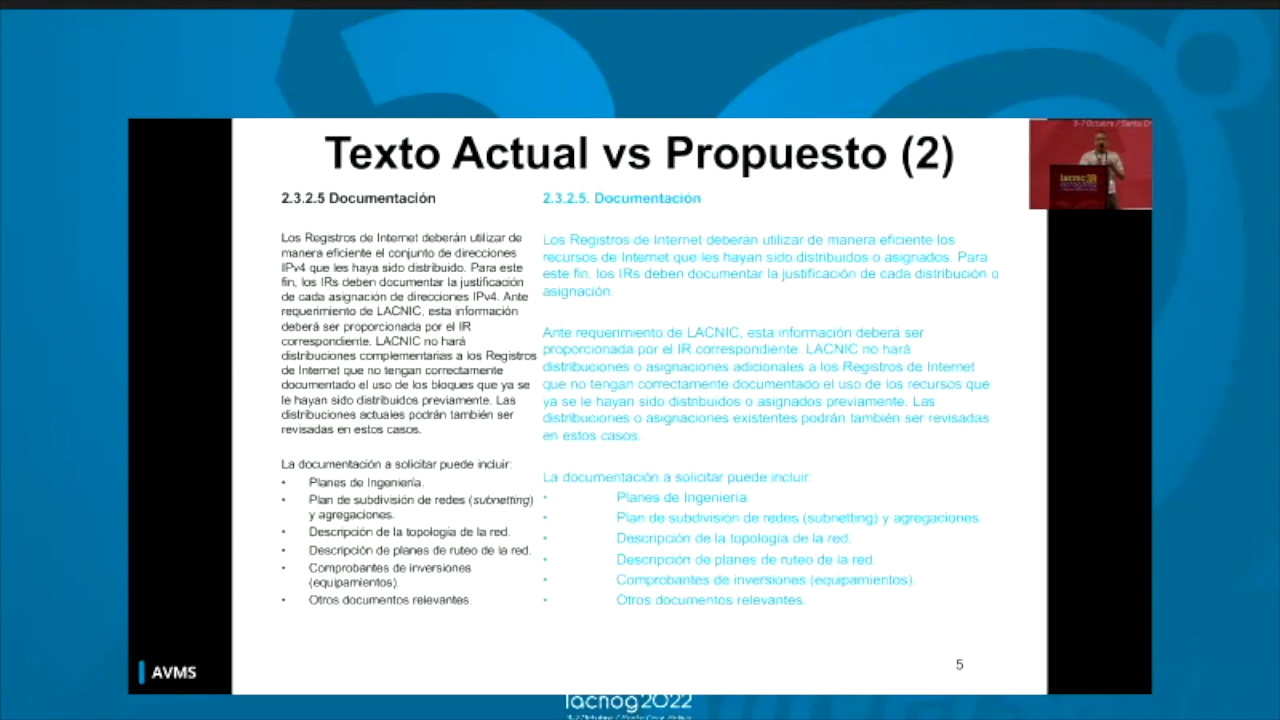 Texto Actual vs Propuesto (2)
2.3.2.5 Documentación
Los Registros de Internet deberán utilizar de
manera eficiente el conjunto de direcciones
IPv4 que les haya sido distribuido. Para este
fin, los IRs deben documentar la justificación
de cada asignación de direcciones IPv4. Ante
requerimiento de LACNIC, esta información
deberá ser proporcionada por el IR
correspondiente. LACNIC no hará
distribuciones complementarias a los Registros
de Internet que no tengan correctamente
documentado el uso de los bloques que ya se
le hayan sido distribuidos previamente. Las
distribuciones actuales podrán también ser
revisadas en estos casos.
La documentación a solicitar puede incluir:
• Planes de Ingeniería.
• Plan de subdivisión de redes (subnetting)
y agregaciones.
• Descripción de la topología de la red.
• Descripción de planes de ruteo de la red.
• Comprobantes de inversiones
(equipamientos).
• Otros documentos relevantes.
2.3.2.5. Documentación
Los Registros de Internet deberán utilizar de manera eficiente los
recursos de Internet que les hayan sido distribuidos o asignados. Para
este fin, los IRs deben documentar la justificación de cada distribución o
asignación.
Ante requerimiento de LACNIC, esta información deberá ser
proporcionada por el IR correspondiente. LACNIC no hará
distribuciones o asignaciones adicionales a los Registros de Internet
que no tengan correctamente documentado el uso de los recursos que
ya se le hayan sido distribuidos o asignados previamente. Las
distribuciones o asignaciones existentes podrán también ser revisadas
en estos casos.
La documentación a solicitar puede incluir:
• Planes de Ingeniería.
• Plan de subdivisión de redes (subnetting) y agregaciones
• Descripción de la topología de la red.
• Descripción de planes de ruteo de la red.
• Comprobantes de inversiones (equipamientos).
• Otros documentos relevantes.
5
AVMS
lacnog2022